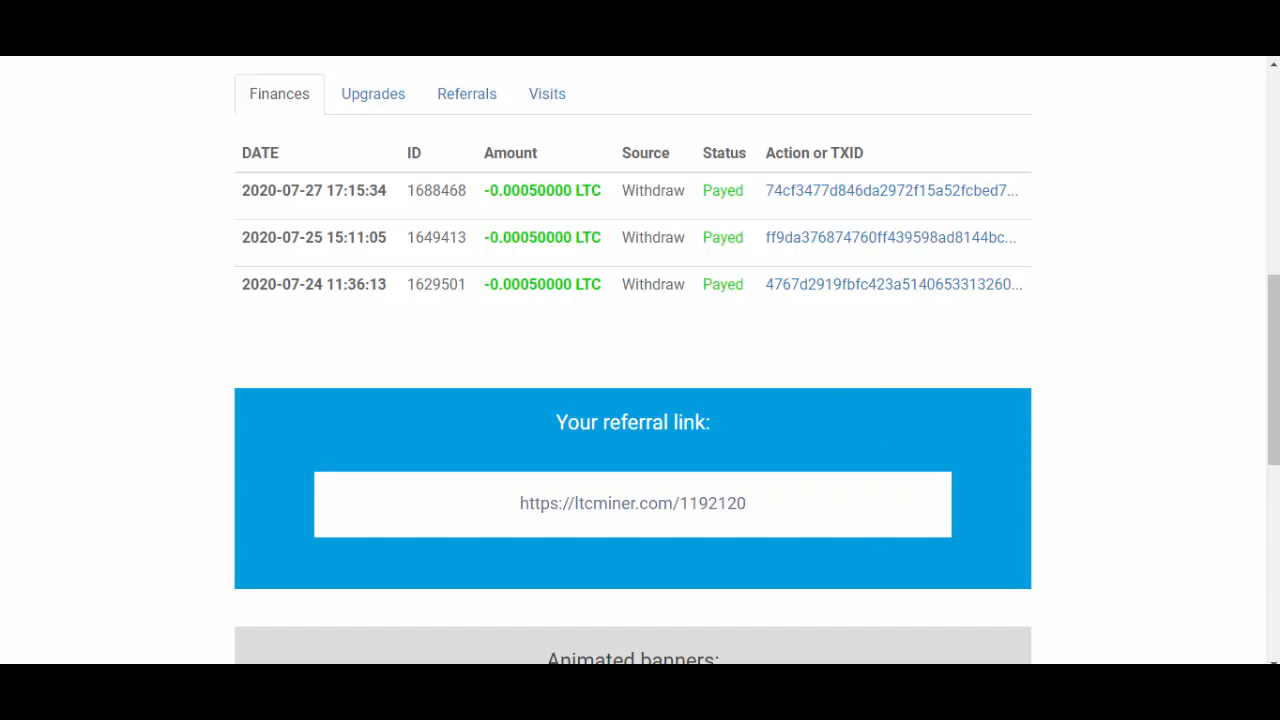 Finances Upgrades Referrals Visits
DATE ID Amount Source Status Action or TXID
2020-07-27 17:15:34 1688468 -0.00050000 LTC Withdraw Payed 74cf3477d846da2972f15a52fcbed7...
2020-07-25 15:11:05 1649413 -0.00050000 LTC Withdraw Payed ff9da376874760ff439598ad8144bc...
2020-07-24 11:36:13 1629501 -0.00050000 LTC Withdraw Payed 4767d2919fbfc423a5140653313260...
Your referral link:
https://ltcminer.com/1192120
Animated banners: